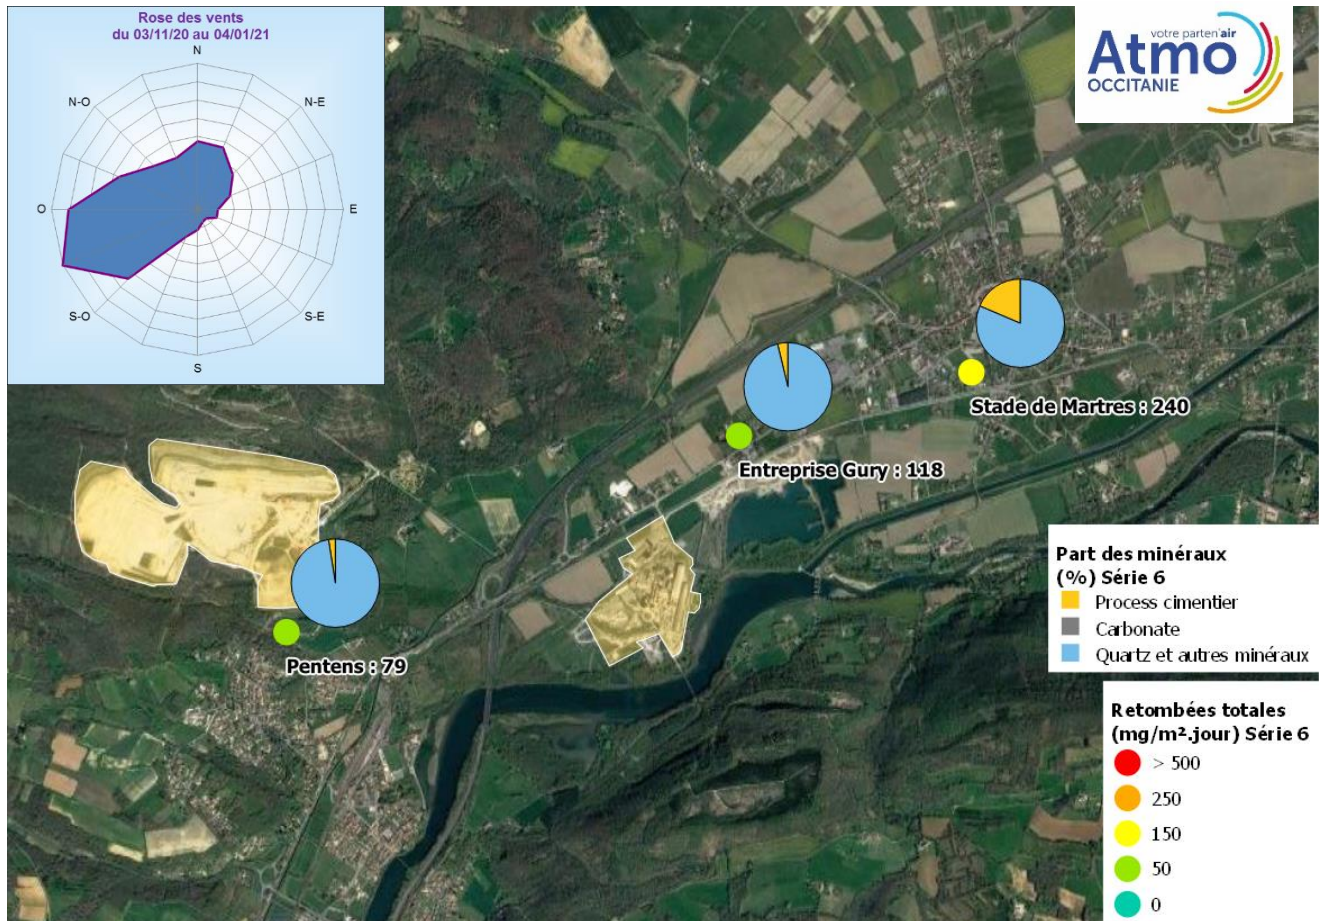 Rose des vents
du 03/11/20 au 04/01/21
N
N-O
N-E
O
E
S-O
S-E
S
votre parten'air
Atmo
OCCITANIE
Stade de Martres : 240
Entreprise Gury : 118
Pentens : 79
Part des minéraux
(%) Série 6
Process cimentier
Carbonate
Quartz et autres minéraux
Retombées totales
(mg/m².jour) Série 6
> 500
250
150
50
0